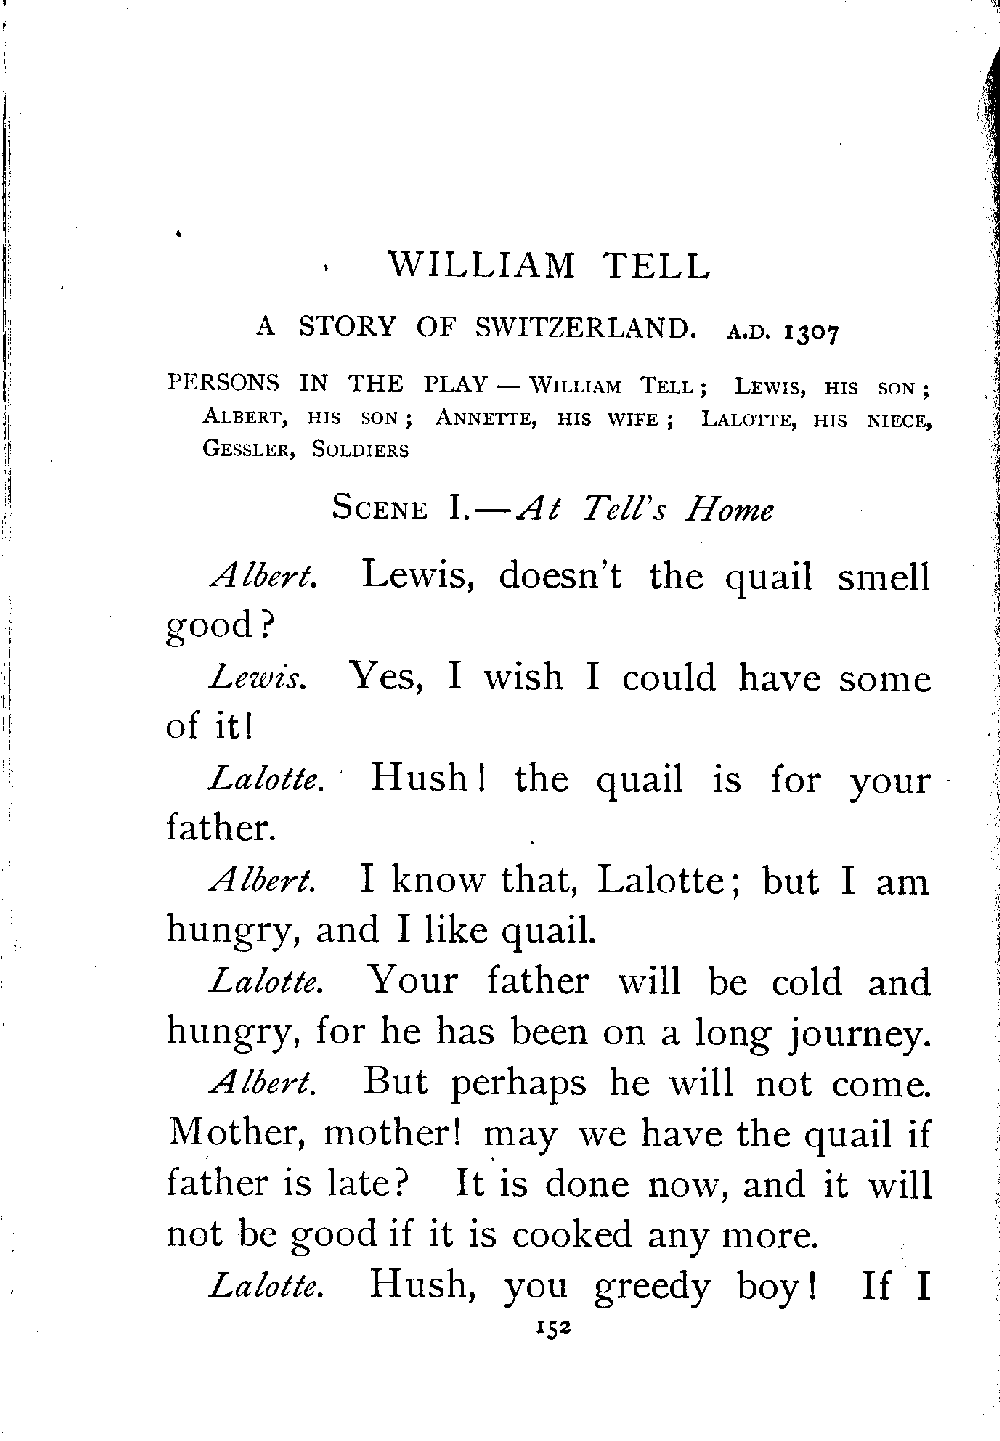 WILLIAM TELL
A STORY OF SWITZERLAND. A.D. 1307
PERSONS IN THE PLAY — WILLIAM TELL; LEWIS, HIS SON;
ALBERT, HIS SON; ANNETTE, HIS WIFE; LALOTTE, HIS NIECE,
GESSLER, SOLDIERS
SCENE I.—At Tell's Home
Albert. Lewis, doesn't the quail smell
good?
Lewis. Yes, I wish I could have some
of it!
Lalotte. Hush! the quail is for your
father.
Albert. I know that, Lalotte; but I am
hungry, and I like quail.
Lalotte. Your father will be cold and
hungry, for he has been on a long journey.
Albert. But perhaps he will not come.
Mother, mother! may we have the quail if
father is late? It is done now, and it will
not be good if it is cooked any more.
Lalotte. Hush, you greedy boy! If I
152